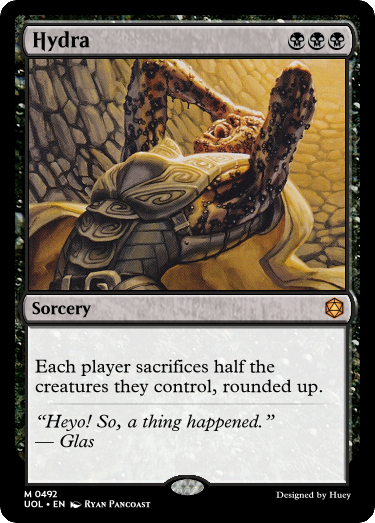 Hydra
Sorcery
Each player sacrifices half the
creatures they control, rounded up.
“Heyo! So, a thing happened.”
— Glas
M 0492
UOL • EN Ryan Pancoast
Designed by Huey